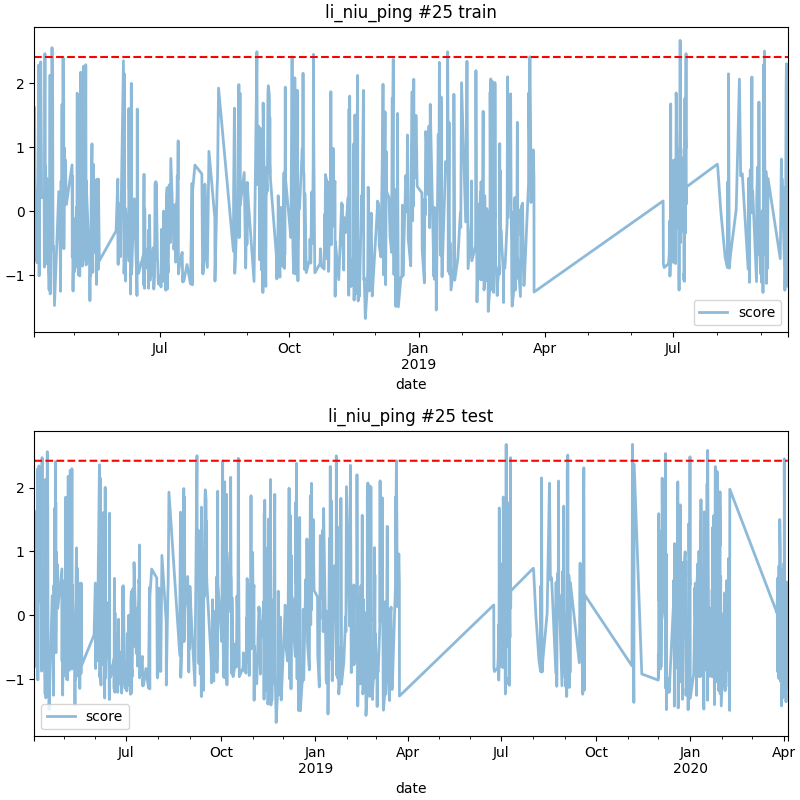 li_niu_ping #25 train
2
1
0
−1
score
Jul Oct Jan Apr Jul
2019
date
li_niu_ping #25 test
2
1
0
−1
score
Jul Oct Jan Apr Jul Oct Jan Apr
2019 2020
date